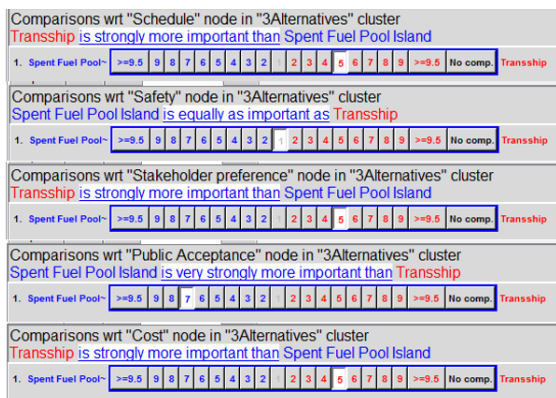 Comparisons wrt "Schedule" node in "3Alternatives" cluster
Transship is strongly more important than Spent Fuel Pool Island
1. Spent Fuel Pool~ >=9.5 9 8 7 6 5 4 3 2 1 2 3 4 5 6 7 8 9 >=9.5 No comp. Transship
Comparisons wrt "Safety" node in "3Alternatives" cluster
Spent Fuel Pool Island is equally as important as Transship
1. Spent Fuel Pool~ >=9.5 9 8 7 6 5 4 3 2 1 2 3 4 5 6 7 8 9 >=9.5 No comp. Transship
Comparisons wrt "Stakeholder preference" node in "3Alternatives" cluster
Transship is strongly more important than Spent Fuel Pool Island
1. Spent Fuel Pool~ >=9.5 9 8 7 6 5 4 3 2 1 2 3 4 5 6 7 8 9 >=9.5 No comp. Transship
Comparisons wrt "Public Acceptance" node in "3Alternatives" cluster
Spent Fuel Pool Island is very strongly more important than Transship
1. Spent Fuel Pool~ >=9.5 9 8 7 6 5 4 3 2 1 2 3 4 5 6 7 8 9 >=9.5 No comp. Transship
Comparisons wrt "Cost" node in "3Alternatives" cluster
Transship is strongly more important than Spent Fuel Pool Island
1. Spent Fuel Pool~ >=9.5 9 8 7 6 5 4 3 2 1 2 3 4 5 6 7 8 9 >=9.5 No comp. Transship